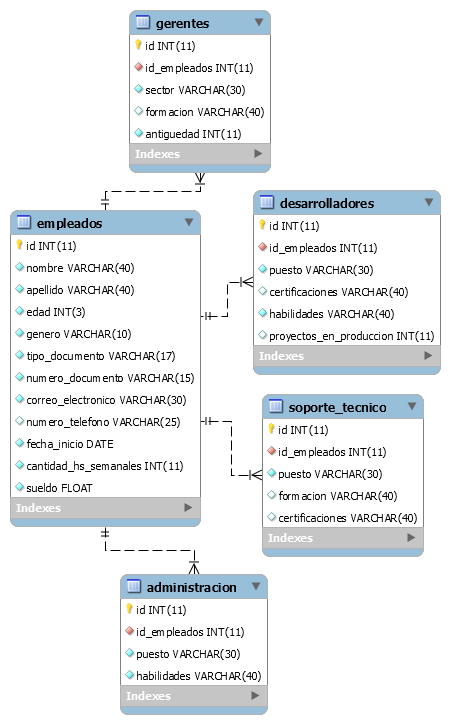 gerentes
id INT(11)
id_empleados INT(11)
sector VARCHAR(30)
formacion VARCHAR(40)
antiguedad INT(11)
Indexes
empleados
id INT(11)
nombre VARCHAR(40)
apellido VARCHAR(40)
edad INT(3)
genero VARCHAR(10)
tipo_documento VARCHAR(17)
numero_documento VARCHAR(15)
correo_electronico VARCHAR(30)
numero_telefono VARCHAR(25)
fecha_inicio DATE
cantidad_hs_semanales INT(11)
sueldo FLOAT
Indexes
desarrolladores
id INT(11)
id_empleados INT(11)
puesto VARCHAR(30)
certificaciones VARCHAR(40)
habilidades VARCHAR(40)
proyectos_en_produccion INT(11)
Indexes
soporte_tecnico
id INT(11)
id_empleados INT(11)
puesto VARCHAR(30)
formacion VARCHAR(40)
certificaciones VARCHAR(40)
Indexes
administracion
id INT(11)
id_empleados INT(11)
puesto VARCHAR(30)
habilidades VARCHAR(40)
Indexes